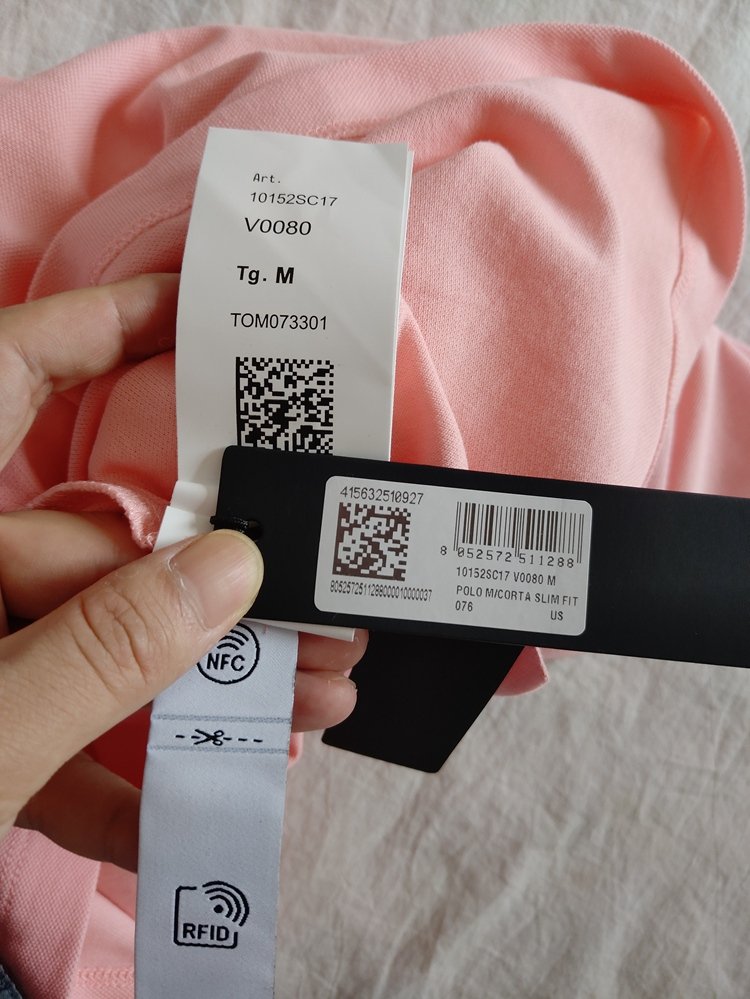 Art.
10152SC17
V0080
Tg. M
TOM073301
415632510927
8 052572 511288
8052572511288000010000037
10152SC17 V0080 M
POLO M/CORTA SLIM FIT
076 US
NFC
RFID